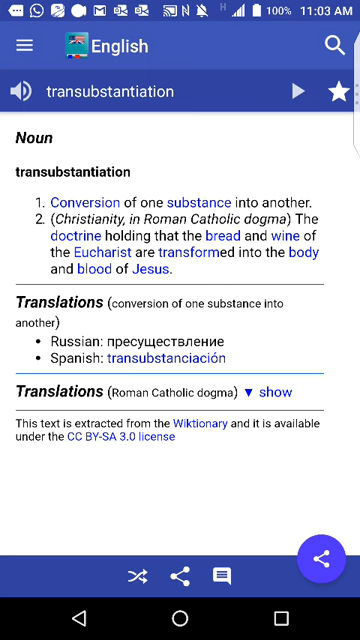 H 100% 11:03 AM
English
transubstantiation
Noun
transubstantiation
1. Conversion of one substance into another.
2. (Christianity, in Roman Catholic dogma) The
doctrine holding that the bread and wine of
the Eucharist are transformed into the body
and blood of Jesus.
Translations (conversion of one substance into
another)
• Russian: пресуществление
• Spanish: transubstanciación
Translations (Roman Catholic dogma) ▼ show
This text is extracted from the Wiktionary and it is available
under the CC BY-SA 3.0 license